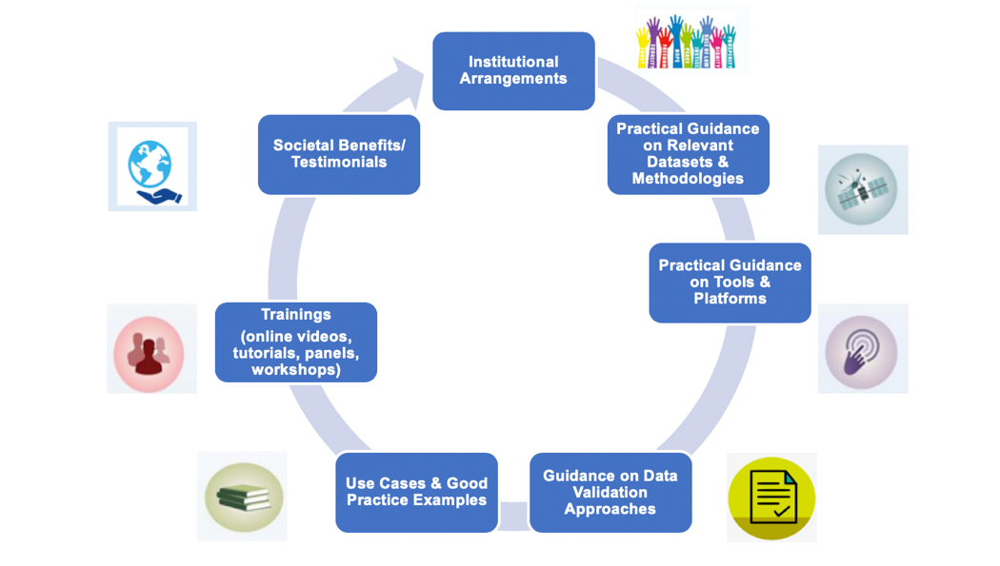 Institutional
Arrangements
Practical Guidance
on Relevant
Datasets &
Methodologies
Practical Guidance
on Tools &
Platforms
Guidance on Data
Validation
Approaches
Use Cases & Good
Practice Examples
Trainings
(online videos,
tutorials, panels,
workshops)
Societal Benefits/
Testimonials
HOPE